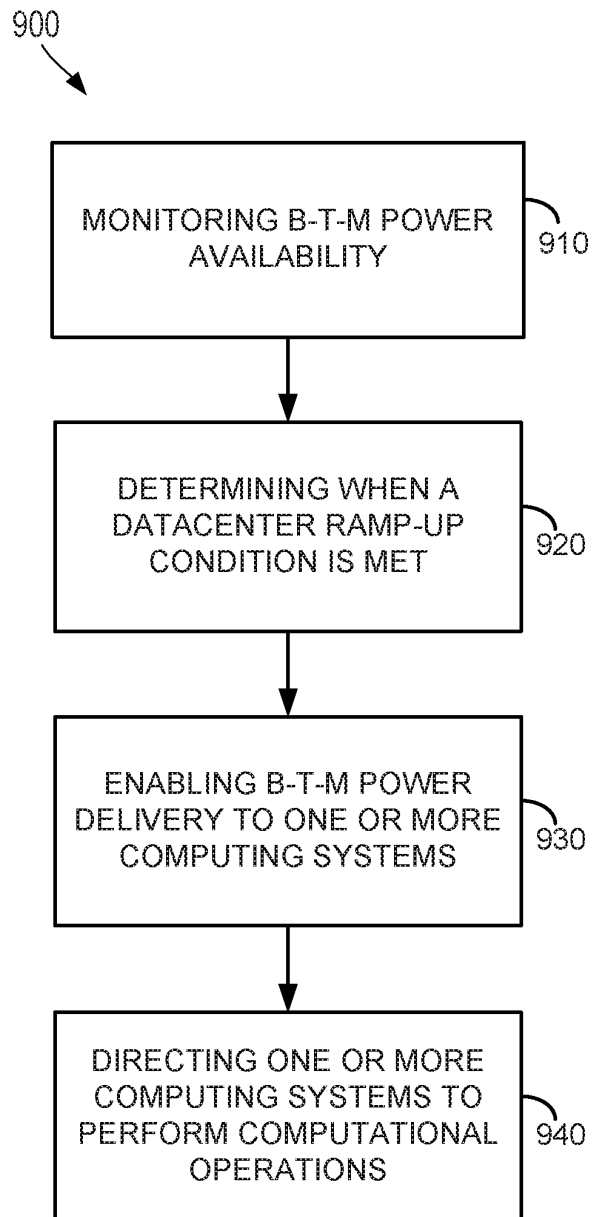 900
MONITORING B-T-M POWER
AVAILABILITY
910
DETERMINING WHEN A
DATACENTER RAMP-UP
CONDITION IS MET
920
ENABLING B-T-M POWER
DELIVERY TO ONE OR MORE
COMPUTING SYSTEMS
930
DIRECTING ONE OR MORE
COMPUTING SYSTEMS TO
PERFORM COMPUTATIONAL
OPERATIONS
940